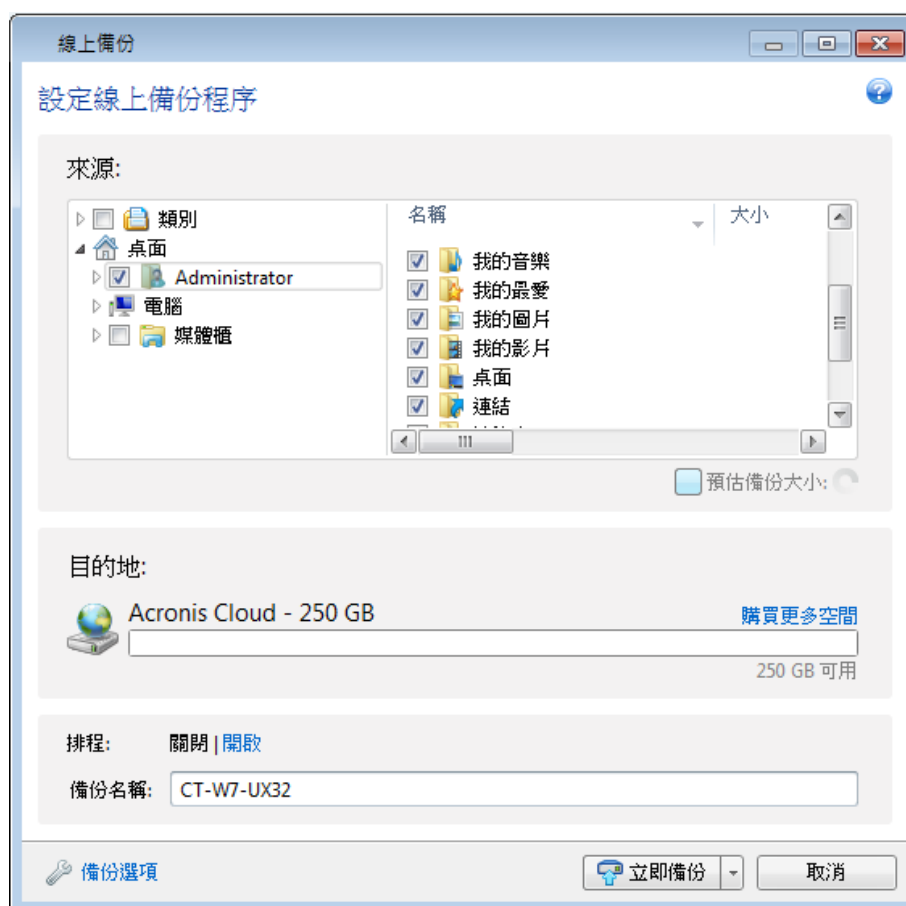 線上備份
設定線上備份程序
來源:
類別
桌面
Administrator
電腦
媒體櫃
名稱 大小
我的音樂
我的最愛
我的圖片
我的影片
桌面
連結
預估備份大小:
目的地:
Acronis Cloud - 250 GB 購買更多空間
250 GB 可用
排程: 關閉 | 開啟
備份名稱: CT-W7-UX32
備份選項 立即備份 取消